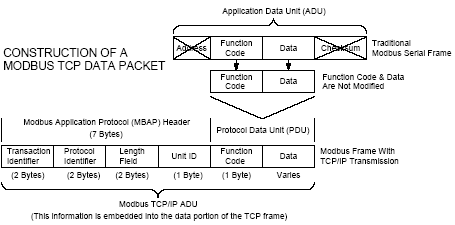 Application Data Unit (ADU)
CONSTRUCTION OF A
MODBUS TCP DATA PACKET
Address
Function
Code
Data
Checksum
Traditional
Modbus Serial Frame
Function
Code
Data
Function Code & Data
Are Not Modified
Modbus Application Protocol (MBAP) Header
(7 Bytes)
Protocol Data Unit (PDU)
Transaction
Identifier
Protocol
Identifier
Length
Field
Unit ID
Function
Code
Data
Modbus Frame With
TCP/IP Transmission
(2 Bytes)
(2 Bytes)
(2 Bytes)
(1 Byte)
(1 Byte)
Varies
Modbus TCP/IP ADU
(This information is embedded into the data portion of the TCP frame)